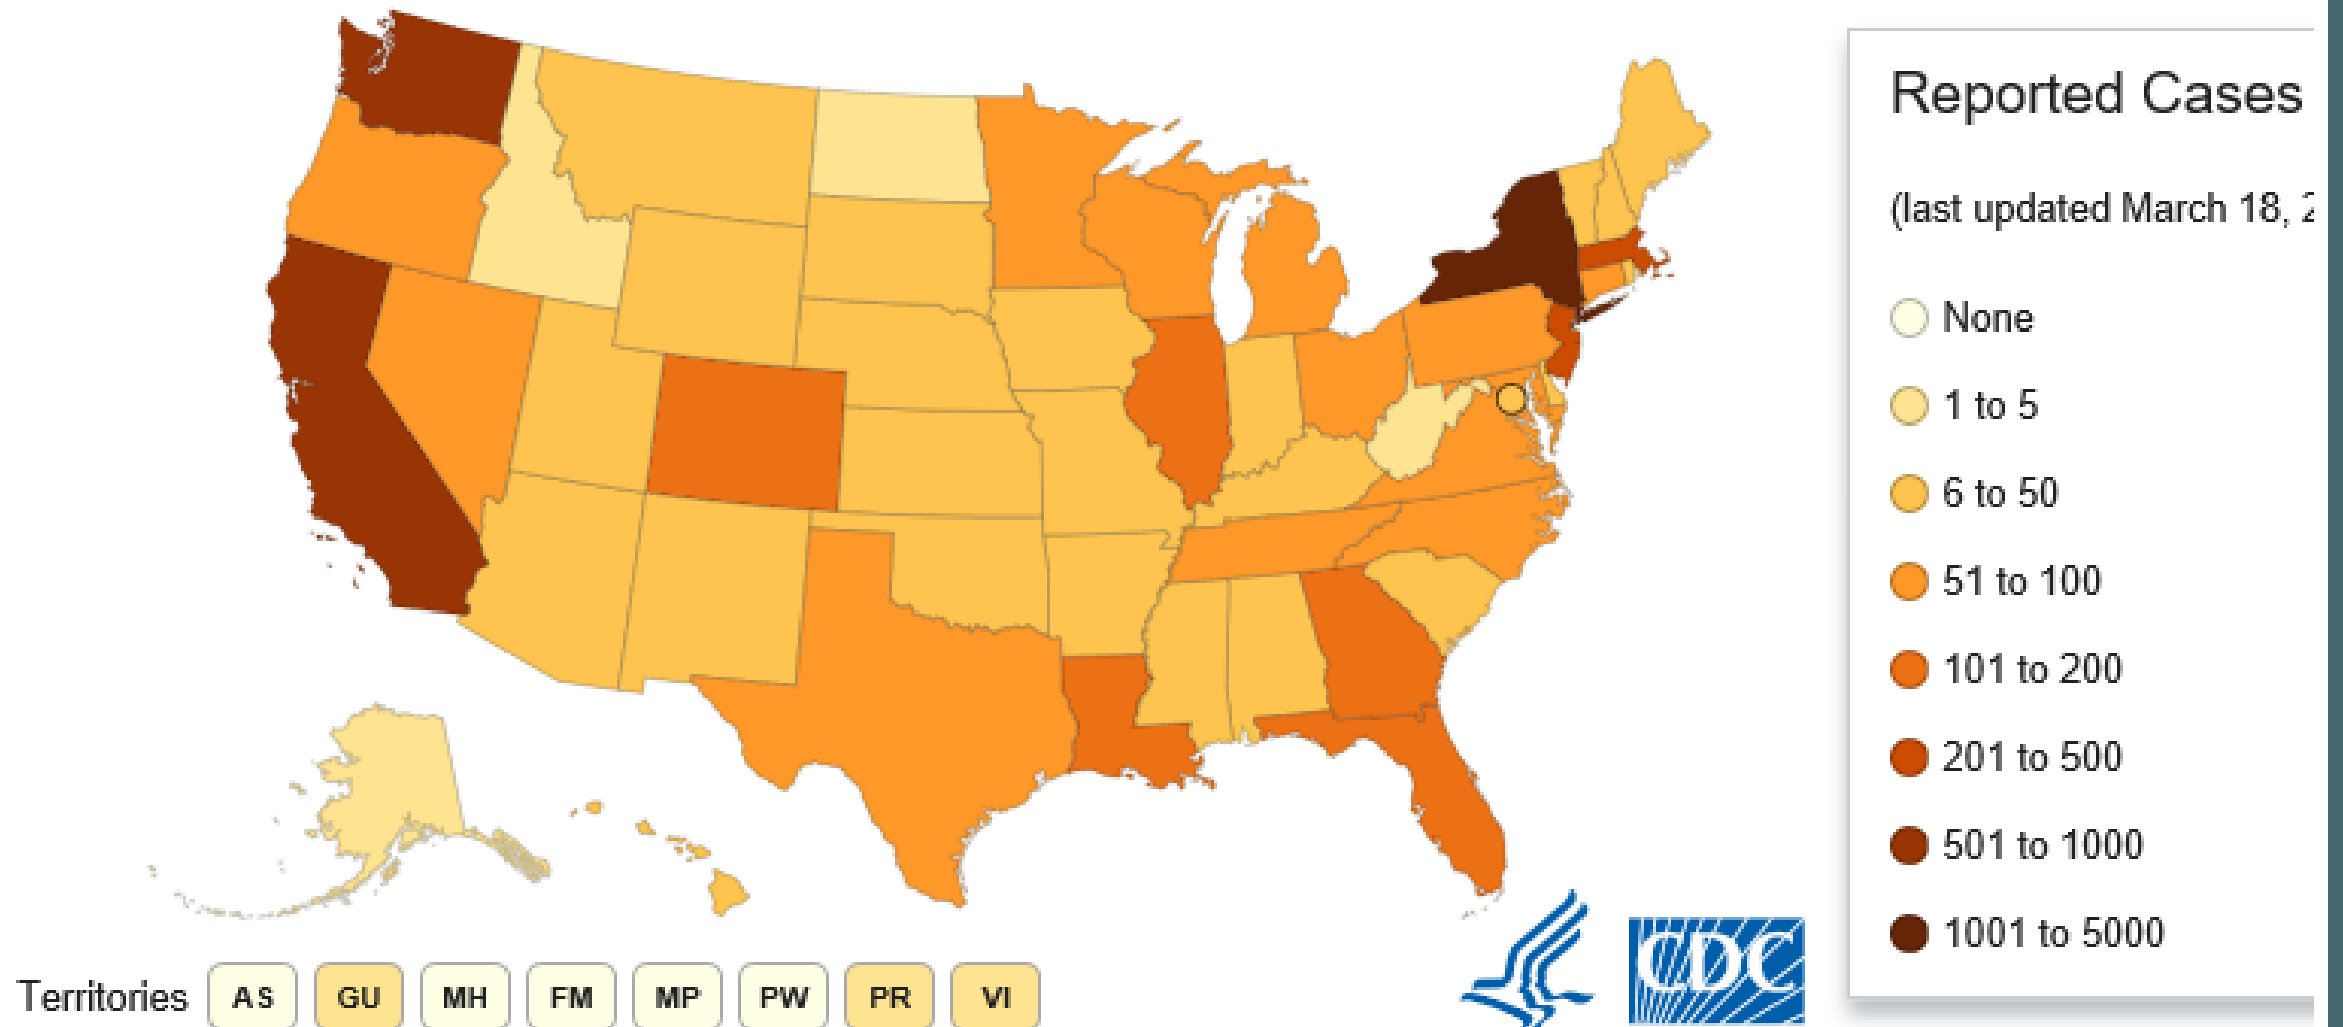 Reported Cases
(last updated March 18, 2
None
1 to 5
6 to 50
51 to 100
101 to 200
201 to 500
501 to 1000
1001 to 5000
CDC
Territories AS GU MH FM MP PW PR VI